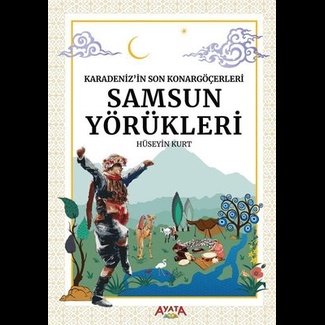 KARADENİZ'İN SON KONARGÖÇERLERİ
SAMSUN
YÖRÜKLERİ
HÜSEYİN KURT
AYATA